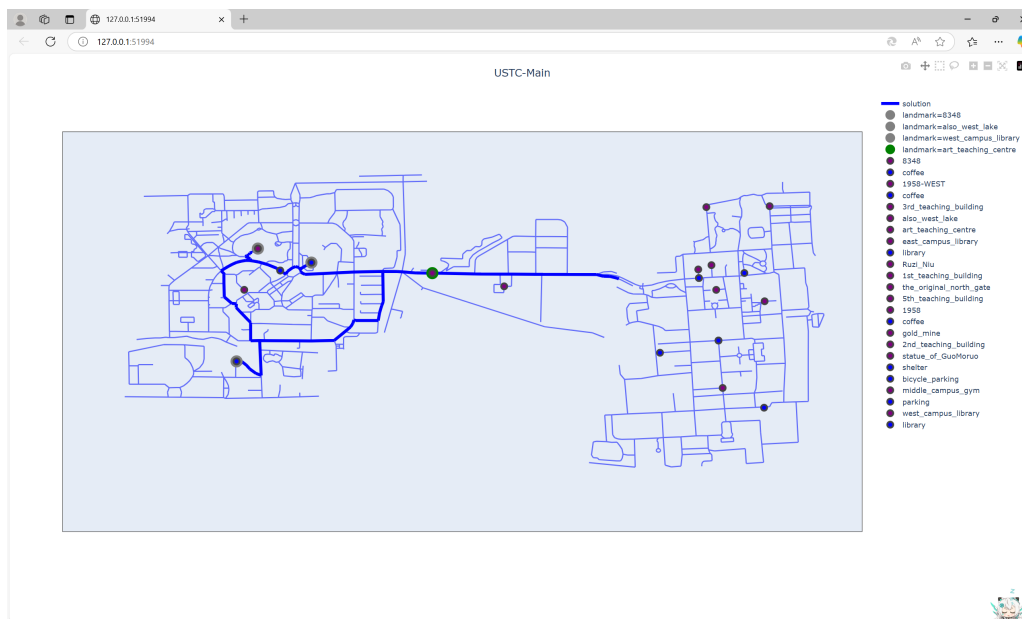 127.0.0.1:51994
127.0.0.1:51994
USTC-Main
solution
landmark=8348
landmark=also_west_lake
landmark=west_campus_library
landmark=art_teaching_centre
8348
coffee
1958-WEST
coffee
3rd_teaching_building
also_west_lake
art_teaching_centre
east_campus_library
library
Ruzi_Niu
1st_teaching_building
the_original_north_gate
5th_teaching_building
1958
coffee
gold_mine
2nd_teaching_building
statue_of_GuoMoruo
shelter
bicycle_parking
middle_campus_gym
parking
west_campus_library
library